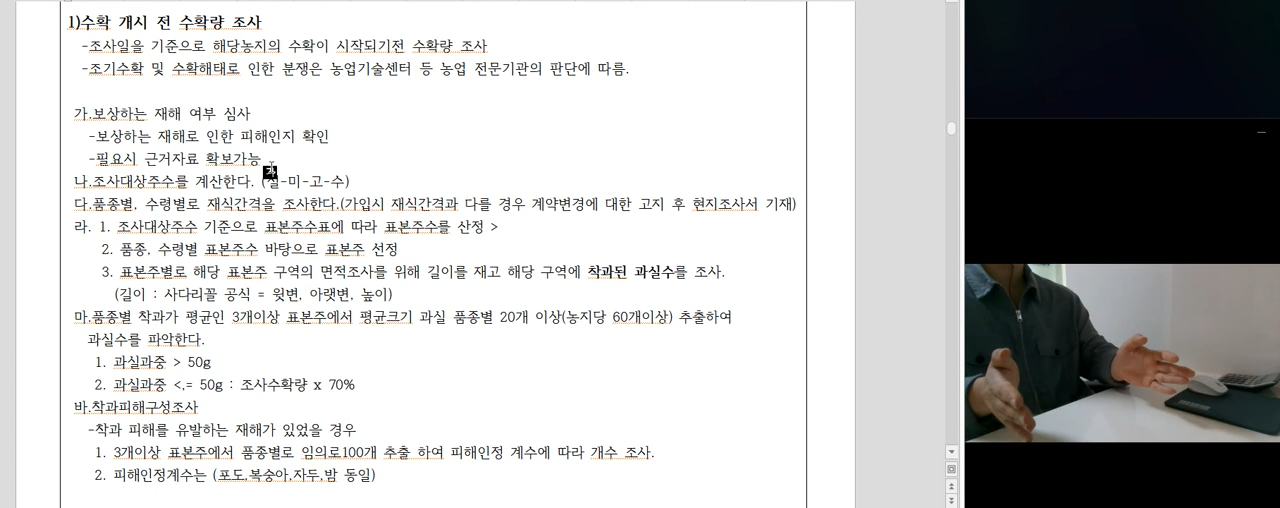 1)수확 개시 전 수확량 조사
-조사일을 기준으로 해당농지의 수확이 시작되기전 수확량 조사
-조기수확 및 수확해태로 인한 분쟁은 농업기술센터 등 농업 전문기관의 판단에 따름.
가.보상하는 재해 여부 심사
-보상하는 재해로 인한 피해인지 확인
-필요시 근거자료 확보가능
나.조사대상주수를 계산한다. (실-미-고-수)
다.품종별, 수령별로 재식간격을 조사한다.(가입시 재식간격과 다를 경우 계약변경에 대한 고지 후 현지조사서 기재)
라. 1. 조사대상주수 기준으로 표본주수표에 따라 표본주수를 산정 >
2. 품종, 수령별 표본주수 바탕으로 표본주 선정
3. 표본주별로 해당 표본주 구역의 면적조사를 위해 길이를 재고 해당 구역에 착과된 과실수를 조사.
(길이 : 사다리꼴 공식 = 윗변, 아랫변, 높이)
마.품종별 착과가 평균인 3개이상 표본주에서 평균크기 과실 품종별 20개 이상(농지당 60개이상) 추출하여
과실수를 파악한다.
1. 과실과중 > 50g
2. 과실과중 <,= 50g : 조사수확량 x 70%
바.착과피해구성조사
-착과 피해를 유발하는 재해가 있었을 경우
1. 3개이상 표본주에서 품종별로 임의로100개 추출 하여 피해인정 계수에 따라 개수 조사.
2. 피해인정계수는 (포도,복숭아,자두,밤 동일)